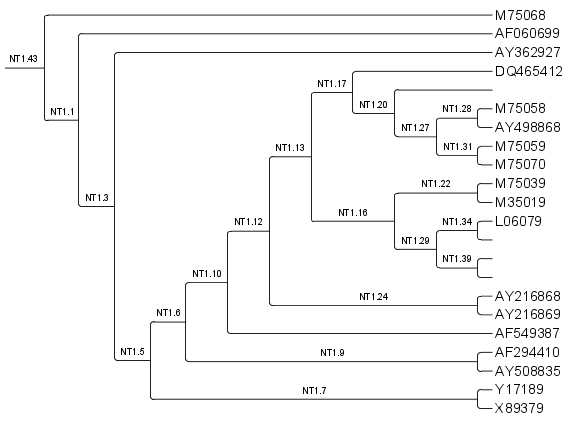 M75068
AF060699
NT1.43
AY362927
DQ465412
NT1.17
NT1.20
NT1.28
M75058
NT1.1
AY498868
NT1.27
M75059
NT1.13
NT1.31
M75070
M75039
NT1.22
NT1.3
M35019
NT1.16
L06079
NT1.34
NT1.12
NT1.29
NT1.39
NT1.10
AY216868
NT1.24
NT1.6
AY216869
AF549387
NT1.5
NT1.9
AF294410
AY508835
NT1.7
Y17189
X89379